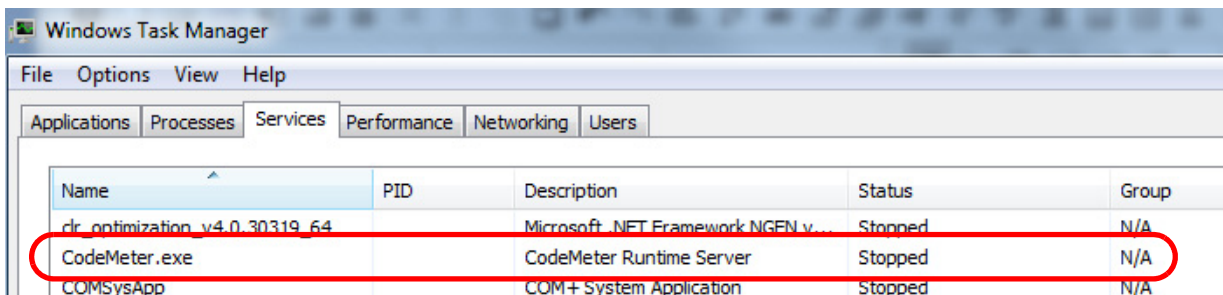 Windows Task Manager
File Options View Help
Applications Processes Services Performance Networking Users
Name PID Description Status Group
clr_optimization_v4.0.30319_64 Microsoft .NET Framework NGEN v... Stopped N/A
CodeMeter.exe CodeMeter Runtime Server Stopped N/A
COMSysApp COM+ System Application Stopped N/A